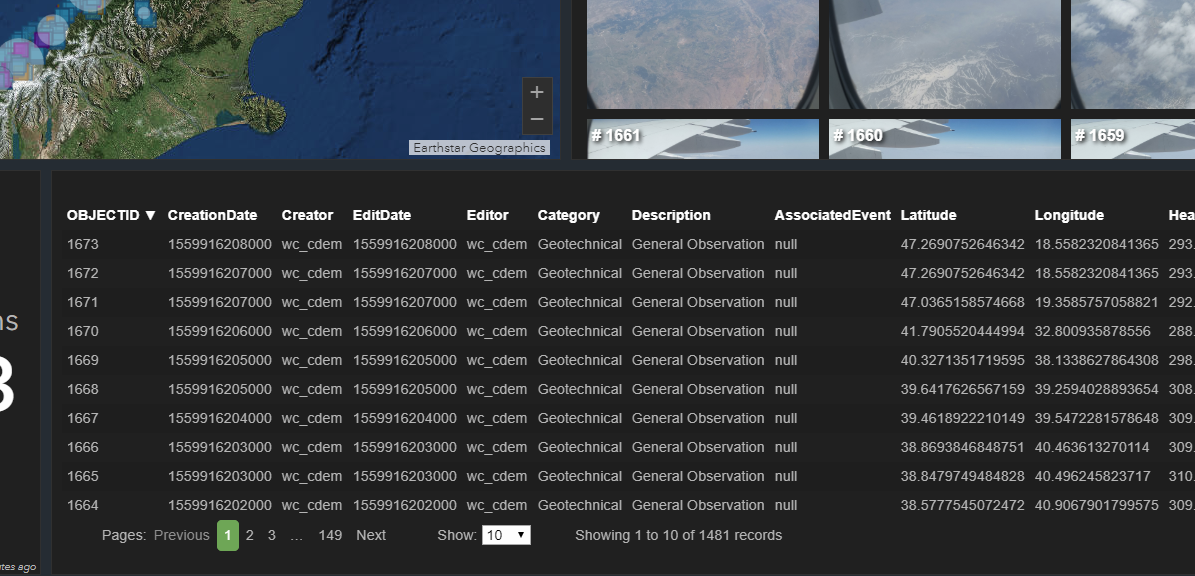 +
−
Earthstar Geographics
# 1661 # 1660 # 1659
OBJECTID ▼ CreationDate Creator EditDate Editor Category Description AssociatedEvent Latitude Longitude
1673 1559916208000 wc_cdem 1559916208000 wc_cdem Geotechnical General Observation null 47.2690752646342 18.5582320841365 293.
1672 1559916207000 wc_cdem 1559916207000 wc_cdem Geotechnical General Observation null 47.2690752646342 18.5582320841365 293.
1671 1559916207000 wc_cdem 1559916207000 wc_cdem Geotechnical General Observation null 47.0365158574668 19.3585757058821 292.
1670 1559916206000 wc_cdem 1559916206000 wc_cdem Geotechnical General Observation null 41.7905520444994 32.800935878556 288.
1669 1559916205000 wc_cdem 1559916205000 wc_cdem Geotechnical General Observation null 40.3271351719595 38.1338627864308 298.
1668 1559916205000 wc_cdem 1559916205000 wc_cdem Geotechnical General Observation null 39.6417626567159 39.2594028893654 308.
1667 1559916204000 wc_cdem 1559916204000 wc_cdem Geotechnical General Observation null 39.4618922210149 39.5472281578648 309.
1666 1559916203000 wc_cdem 1559916203000 wc_cdem Geotechnical General Observation null 38.8693846848751 40.463613270114 309.
1665 1559916203000 wc_cdem 1559916203000 wc_cdem Geotechnical General Observation null 38.8479749484828 40.496245823717 310.
1664 1559916202000 wc_cdem 1559916202000 wc_cdem Geotechnical General Observation null 38.5777545072472 40.9067901799575 309.
Pages: Previous 1 2 3 ... 149 Next Show: 10 ▼ Showing 1 to 10 of 1481 records
ago